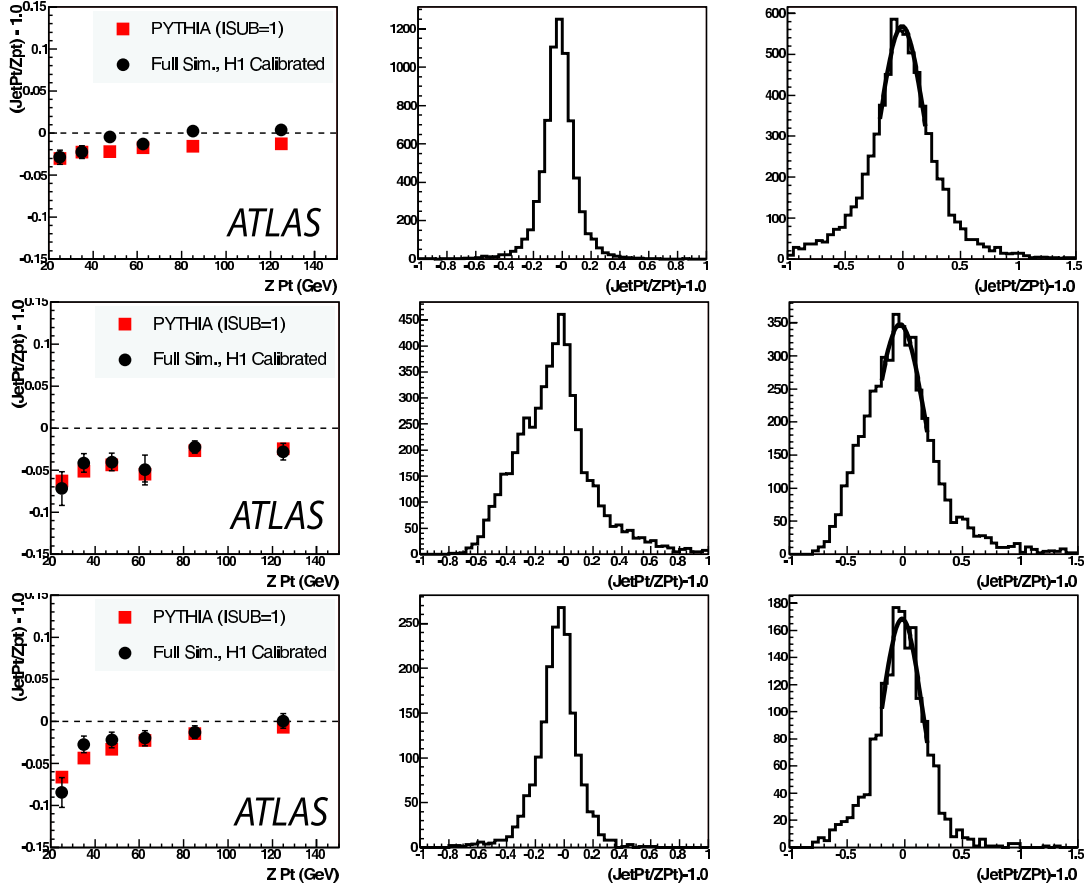 (JetPt/Zpt) - 1.0
0.15
0.1
0.05
0
-0.05
-0.1
-0.15
PYTHIA (ISUB=1)
Full Sim., H1 Calibrated
ATLAS
20 40 60 80 100 120 140
Z Pt (GeV)
1200
1000
800
600
400
200
0
-1 -0.8 -0.6 -0.4 -0.2 -0 0.2 0.4 0.6 0.8 1
(JetPt/ZPt)-1.0
600
500
400
300
200
100
0
-1 -0.5 0 0.5 1 1.5
(JetPt/ZPt)-1.0
(JetPt/Zpt) - 1.0
0.15
0.1
0.05
0
-0.05
-0.1
-0.15
PYTHIA (ISUB=1)
Full Sim., H1 Calibrated
ATLAS
20 40 60 80 100 120 140
Z Pt (GeV)
450
400
350
300
250
200
150
100
50
0
-1 -0.8 -0.6 -0.4 -0.2 -0 0.2 0.4 0.6 0.8 1
(JetPt/ZPt)-1.0
350
300
250
200
150
100
50
0
-1 -0.5 0 0.5 1 1.5
(JetPt/ZPt)-1.0
(JetPt/Zpt) - 1.0
0.15
0.1
0.05
0
-0.05
-0.1
-0.15
PYTHIA (ISUB=1)
Full Sim., H1 Calibrated
ATLAS
20 40 60 80 100 120 140
Z Pt (GeV)
250
200
150
100
50
0
-1 -0.8 -0.6 -0.4 -0.2 -0 0.2 0.4 0.6 0.8 1
(JetPt/ZPt)-1.0
180
160
140
120
100
80
60
40
20
0
-1 -0.5 0 0.5 1 1.5
(JetPt/ZPt)-1.0